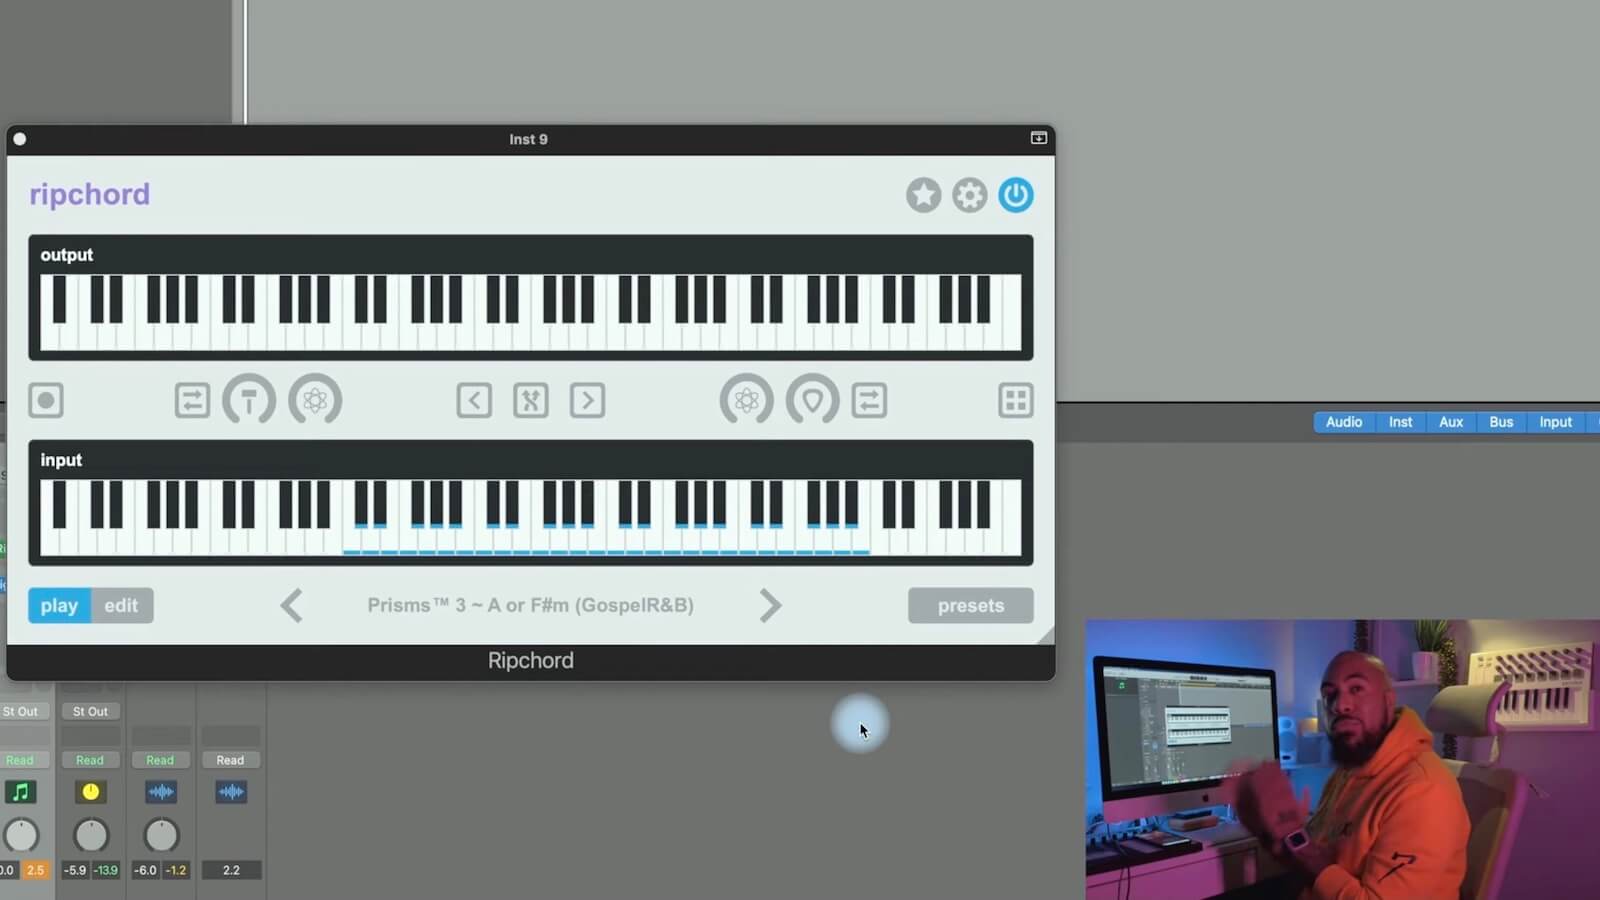 Inst 9
ripchord
output
Audio Inst Aux Bus Input
input
play edit
Prisms™ 3 ~ A or F#m (GospelR&B)
presets
Ripchord
St Out St Out
Read Read Read Read
2.5 -5.9 -13.9 -6.0 -1.2 2.2